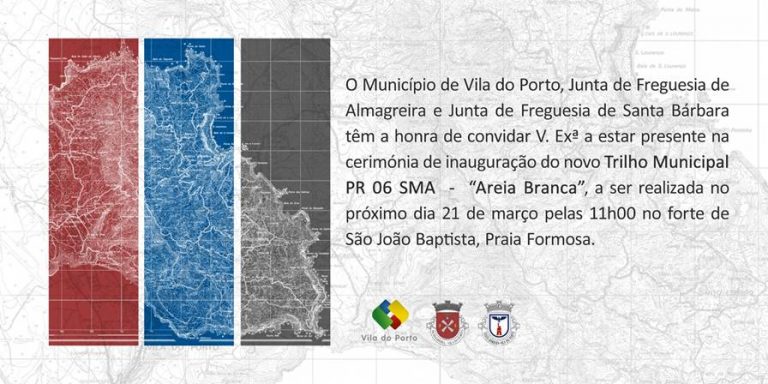 O Município de Vila do Porto, Junta de Freguesia de
Almagreira e Junta de Freguesia de Santa Bárbara
têm a honra de convidar V. Exª a estar presente na
cerimónia de inauguração do novo Trilho Municipal
PR 06 SMA - “Areia Branca”, a ser realizada no
próximo dia 21 de março pelas 11h00 no forte de
São João Baptista, Praia Formosa.
Vila do Porto